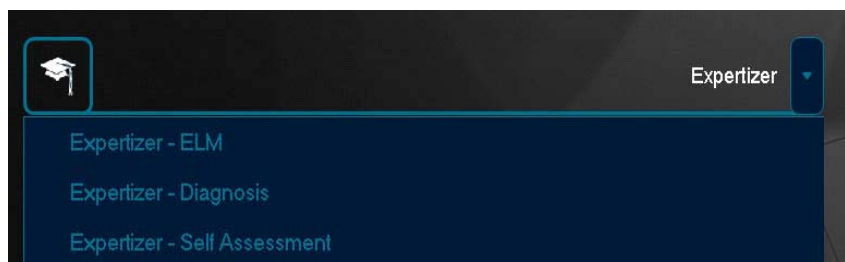 Expertizer
Expertizer - ELM
Expertizer - Diagnosis
Expertizer - Self Assessment